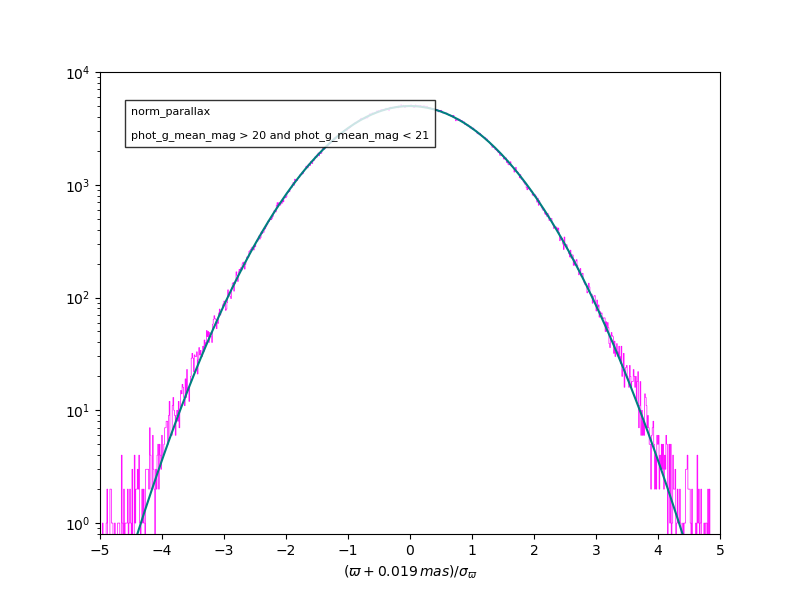 10^4
norm_parallax
phot_g_mean_mag > 20 and phot_g_mean_mag < 21
10^3
10^2
10^1
10^0
−5 −4 −3 −2 −1 0 1 2 3 4 5
(ϖ + 0.019 mas)/σ_ϖ